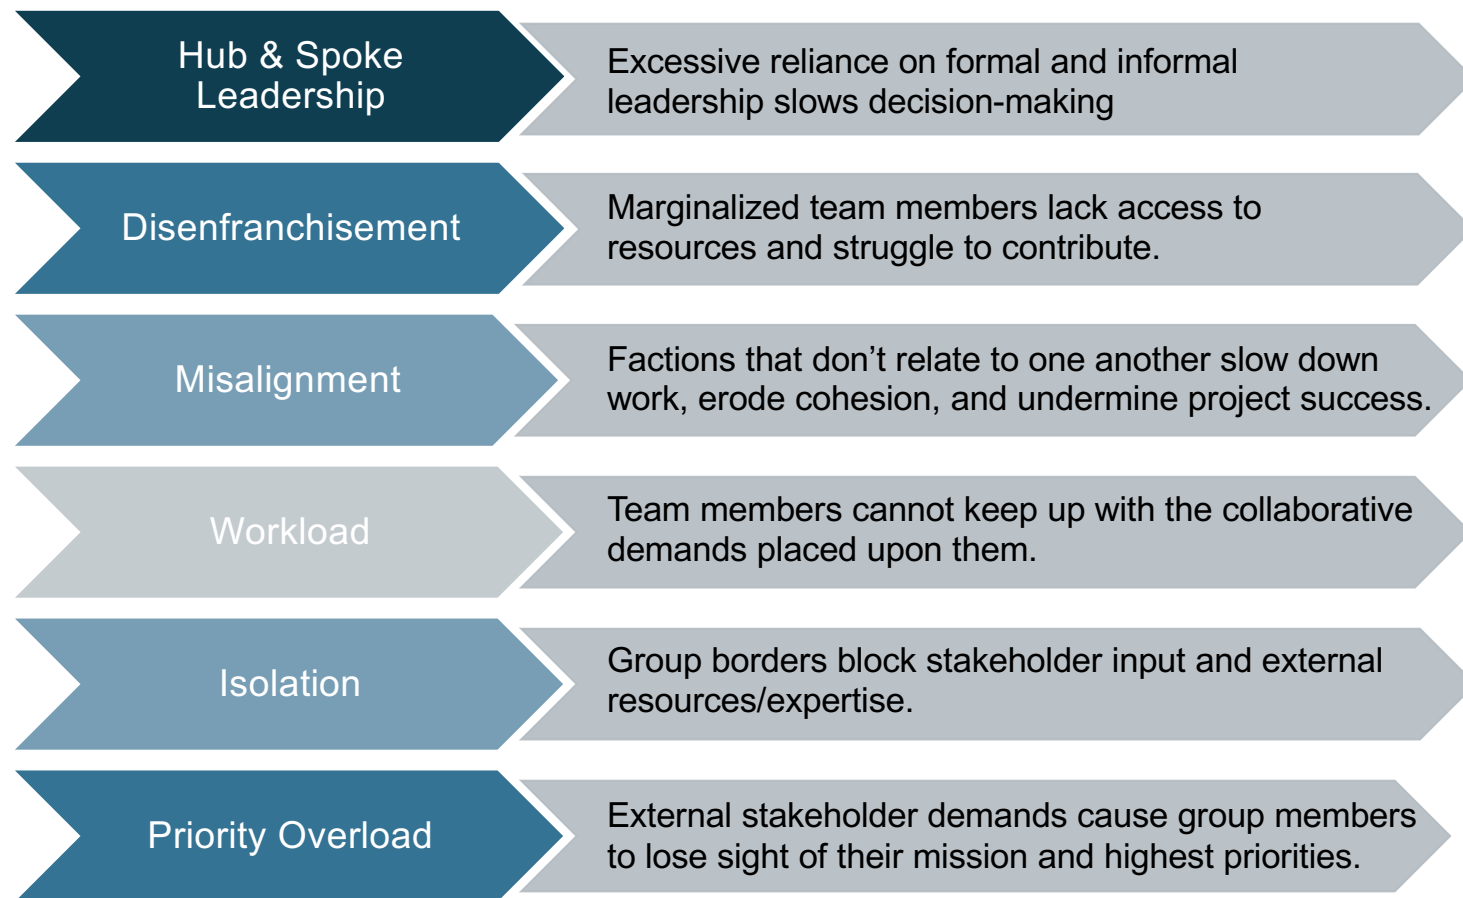 Hub & Spoke
Leadership
Excessive reliance on formal and informal
leadership slows decision-making
Disenfranchisement
Marginalized team members lack access to
resources and struggle to contribute.
Misalignment
Factions that don’t relate to one another slow down
work, erode cohesion, and undermine project success.
Workload
Team members cannot keep up with the collaborative
demands placed upon them.
Isolation
Group borders block stakeholder input and external
resources/expertise.
Priority Overload
External stakeholder demands cause group members
to lose sight of their mission and highest priorities.